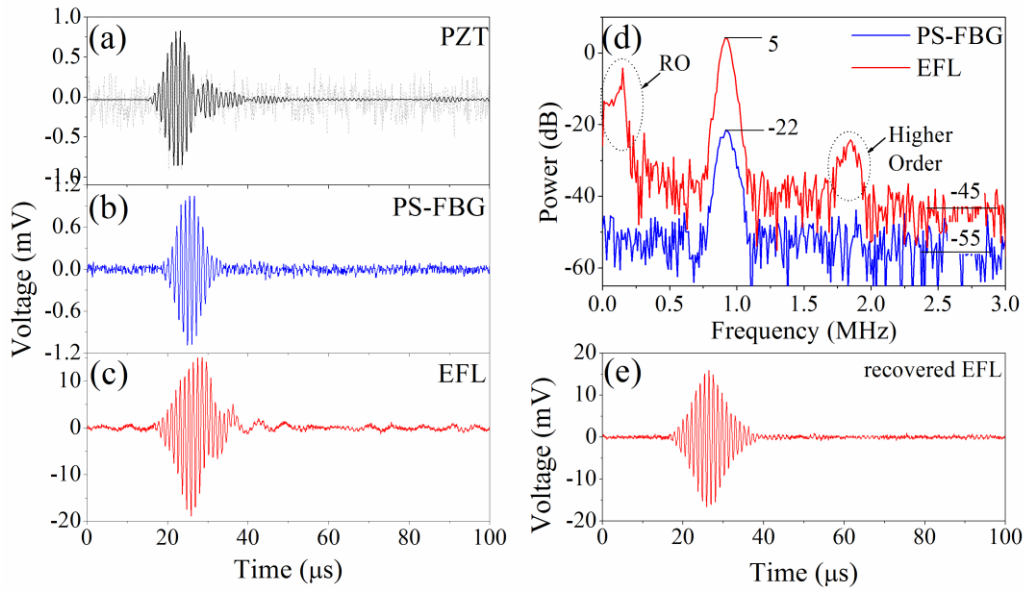 (a)
PZT
1.0
0.5
0.0
-0.5
-1.0
(b)
PS-FBG
1.2
0.6
0.0
-0.6
-1.2
(c)
EFL
10
0
-10
-20
0 20 40 60 80 100
Voltage (mV)
Time (μs)
(d)
PS-FBG
EFL
RO
5
-22
Higher
Order
-45
-55
0
-20
-40
-60
0.0 0.5 1.0 1.5 2.0 2.5 3.0
Power (dB)
Frequency (MHz)
(e)
recovered EFL
20
10
0
-10
-20
0 20 40 60 80 100
Voltage (mV)
Time (μs)